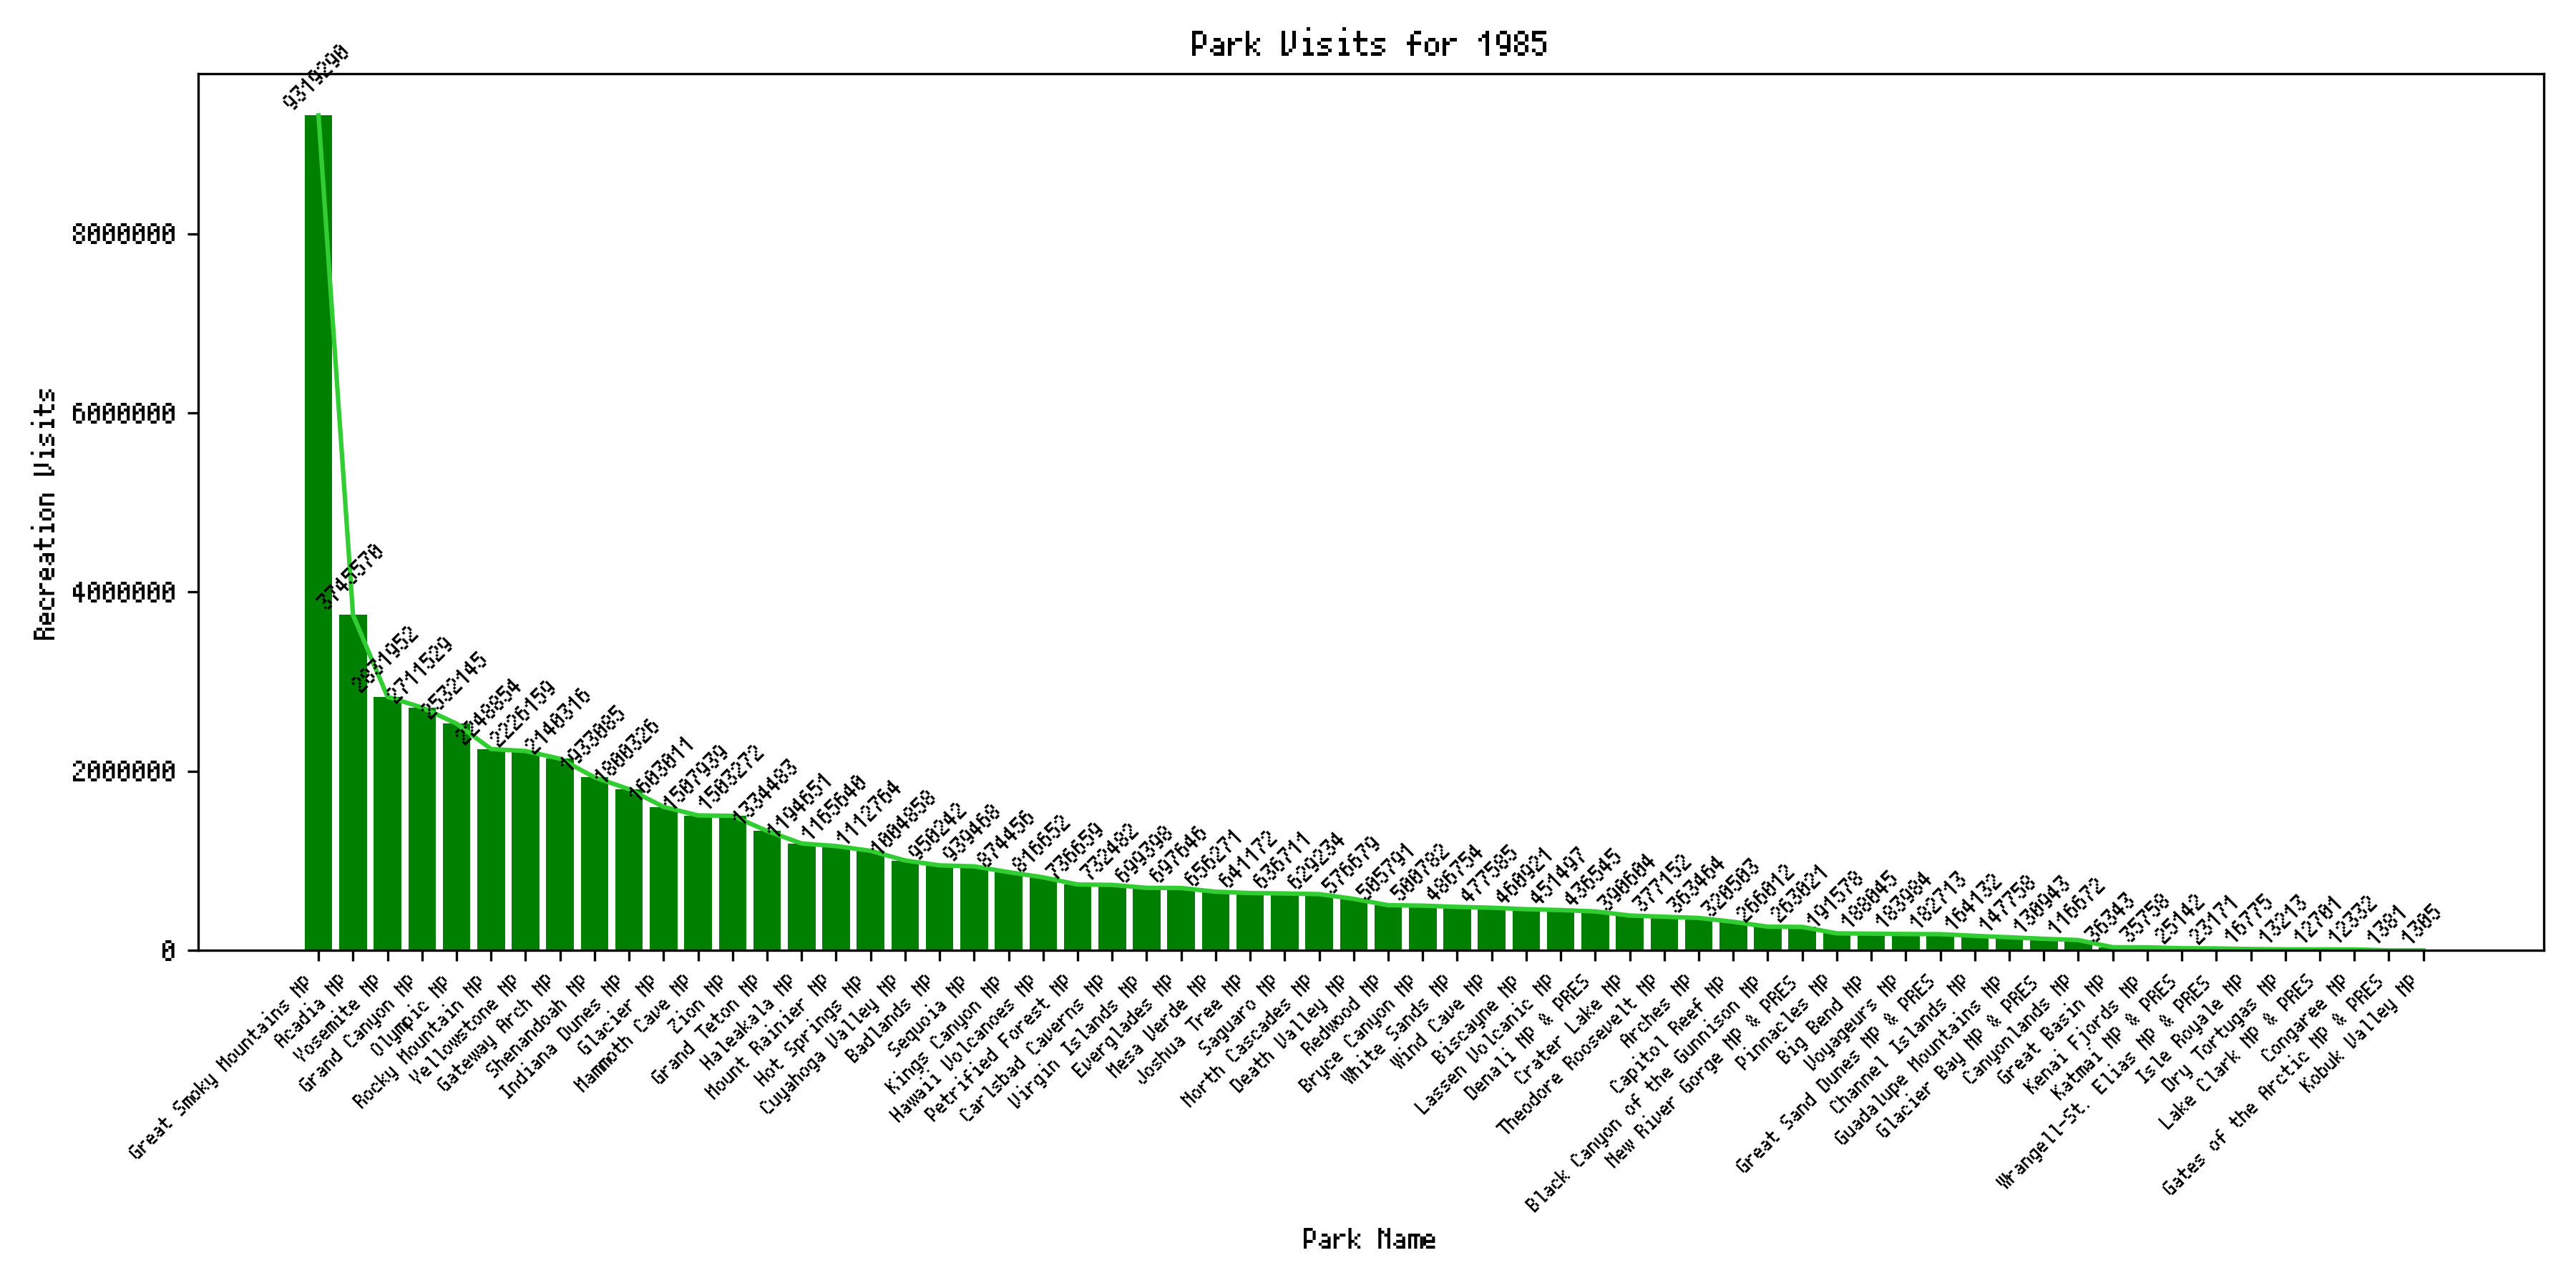 Park Visits for 1985
Recreation Visits
8000000
6000000
4000000
2000000
0
9319290
3745570
2831952
2711529
2532145
2248854
2226159
2140316
1933085
1800326
1603011
1507939
1503272
1334483
1194651
1165640
1112764
1004858
950242
939468
874456
816652
736659
732482
699398
697646
656271
641172
636711
629234
576679
505791
500782
486754
477585
460921
451497
436545
390604
377152
363464
320503
266012
263021
191578
188045
183984
182713
164132
147758
130943
116672
36343
35758
25142
23171
16775
13213
12701
12332
1381
1305
Great Smoky Mountains NP
Acadia NP
Yosemite NP
Grand Canyon NP
Olympic NP
Rocky Mountain NP
Yellowstone NP
Gateway Arch NP
Shenandoah NP
Indiana Dunes NP
Glacier NP
Mammoth Cave NP
Zion NP
Grand Teton NP
Haleakala NP
Mount Rainier NP
Hot Springs NP
Cuyahoga Valley NP
Badlands NP
Sequoia NP
Kings Canyon NP
Hawaii Volcanoes NP
Petrified Forest NP
Carlsbad Caverns NP
Virgin Islands NP
Everglades NP
Mesa Verde NP
Joshua Tree NP
Saguaro NP
North Cascades NP
Death Valley NP
Redwood NP
Bryce Canyon NP
White Sands NP
Wind Cave NP
Biscayne NP
Lassen Volcanic NP
Denali NP & PRES
Crater Lake NP
Theodore Roosevelt NP
Arches NP
Capitol Reef NP
Black Canyon of the Gunnison NP
New River Gorge NP & PRES
Pinnacles NP
Big Bend NP
Voyageurs NP
Great Sand Dunes NP & PRES
Channel Islands NP
Guadalupe Mountains NP
Glacier Bay NP & PRES
Canyonlands NP
Great Basin NP
Kenai Fjords NP
Katmai NP & PRES
Wrangell-St. Elias NP & PRES
Isle Royale NP
Dry Tortugas NP
Lake Clark NP & PRES
Congaree NP
Gates of the Arctic NP & PRES
Kobuk Valley NP
Park Name